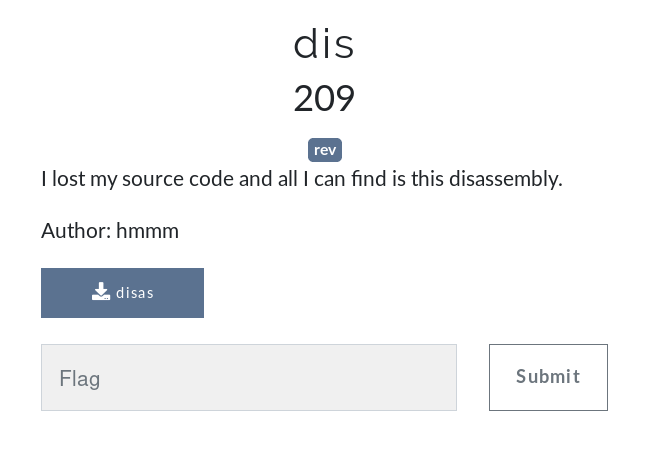 dis
209
rev
I lost my source code and all I can find is this disassembly.
Author: hmmm
disas
Flag
Submit